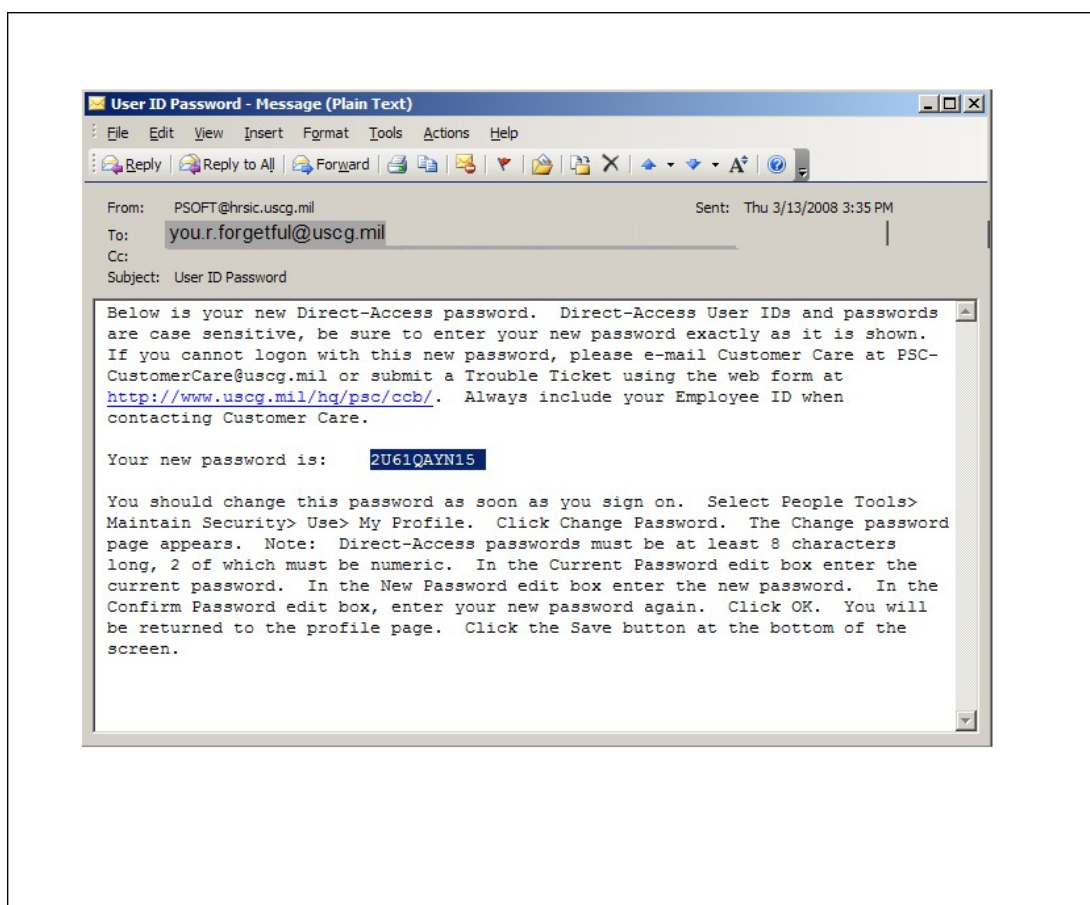 User ID Password - Message (Plain Text)
File Edit View Insert Format Tools Actions Help
Reply Reply to All Forward
From: PSOFT@hrsic.uscg.mil Sent: Thu 3/13/2008 3:35 PM
To: you.r.forgetful@uscg.mil
Cc:
Subject: User ID Password
Below is your new Direct-Access password. Direct-Access User IDs and passwords
are case sensitive, be sure to enter your new password exactly as it is shown.
If you cannot logon with this new password, please e-mail Customer Care at PSC-
CustomerCare@uscg.mil or submit a Trouble Ticket using the web form at
http://www.uscg.mil/hq/psc/ccb/. Always include your Employee ID when
contacting Customer Care.
Your new password is: 2U61QAYN15
You should change this password as soon as you sign on. Select People Tools>
Maintain Security> Use> My Profile. Click Change Password. The Change password
page appears. Note: Direct-Access passwords must be at least 8 characters
long, 2 of which must be numeric. In the Current Password edit box enter the
current password. In the New Password edit box enter the new password. In the
Confirm Password edit box, enter your new password again. Click OK. You will
be returned to the profile page. Click the Save button at the bottom of the
screen.